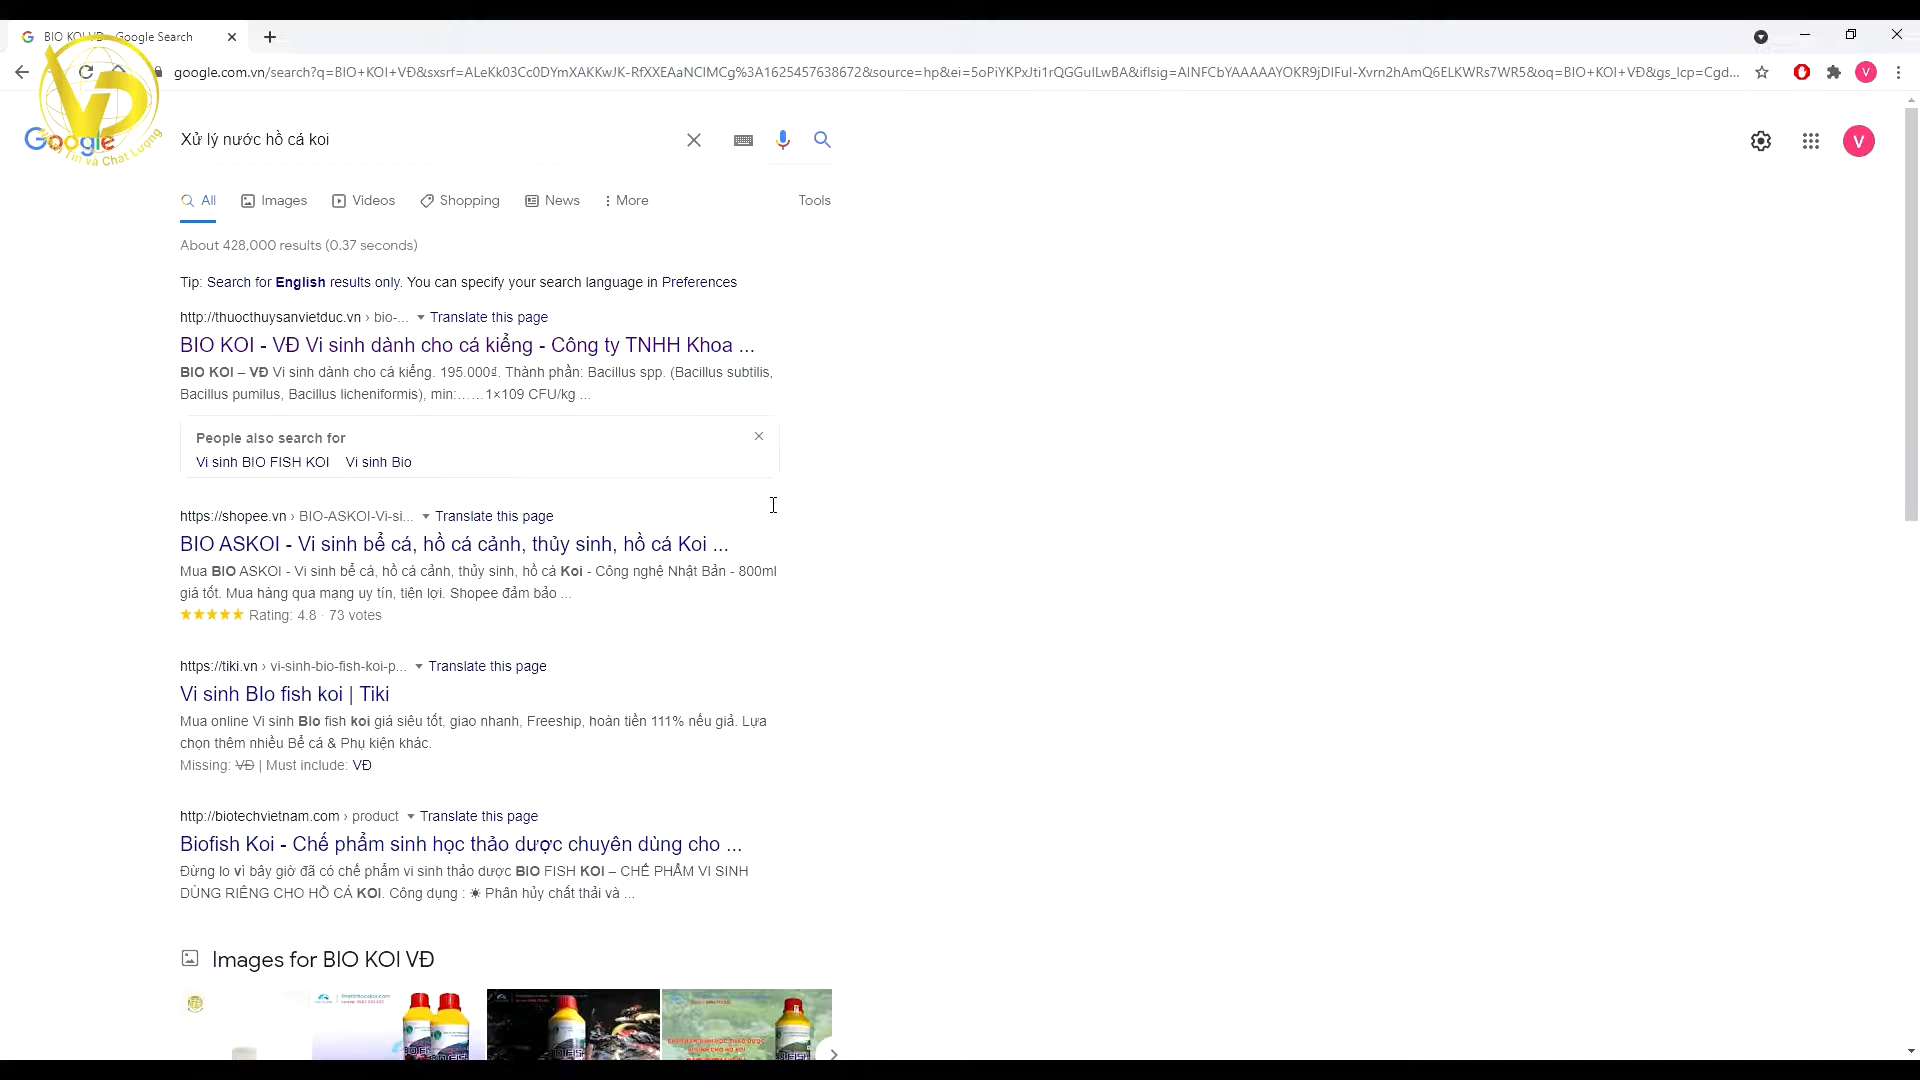 BIO KOI VĐ - Google Search
google.com.vn/search?q=BIO+KOI+VĐ&sxsrf=ALeKk03Cc0DYmXAKKwJK-RfXXEAaNClMCg%3A1625457638672&source=hp&ei=5oPiYKPxJti1rQGGuILwBA&iflsig=AINFCbYAAAAAYOKR9jDIFuI-Xvrn2hAmQ6ELKWRs7WR5&oq=BIO+KOI+VĐ&gs_lcp=Cgd...
V
VĐ
Tín và Chất Lượng
Google
Xử lý nước hồ cá koi
V
All
Images
Videos
Shopping
News
More
Tools
About 428,000 results (0.37 seconds)
Tip: Search for English results only. You can specify your search language in Preferences
http://thuocthuysanvietduc.vn › bio-... Translate this page
BIO KOI - VĐ Vi sinh dành cho cá kiểng - Công ty TNHH Khoa ...
BIO KOI – VĐ Vi sinh dành cho cá kiểng. 195.000₫. Thành phần: Bacillus spp. (Bacillus subtilis,
Bacillus pumilus, Bacillus licheniformis), min:……1×109 CFU/kg ...
People also search for
Vi sinh BIO FISH KOI Vi sinh Bio
https://shopee.vn › BIO-ASKOI-Vi-si... Translate this page
BIO ASKOI - Vi sinh bể cá, hồ cá cảnh, thủy sinh, hồ cá Koi ...
Mua BIO ASKOI - Vi sinh bể cá, hồ cá cảnh, thủy sinh, hồ cá Koi - Công nghệ Nhật Bản - 800ml
giá tốt. Mua hàng qua mạng uy tín, tiện lợi. Shopee đảm bảo ...
Rating: 4.8 · 73 votes
https://tiki.vn › vi-sinh-bio-fish-koi-p... Translate this page
Vi sinh BIo fish koi | Tiki
Mua online Vi sinh BIo fish koi giá siêu tốt, giao nhanh, Freeship, hoàn tiền 111% nếu giả. Lựa
chọn thêm nhiều Bể cá & Phụ kiện khác.
Missing: VĐ | Must include: VĐ
http://biotechvietnam.com › product Translate this page
Biofish Koi - Chế phẩm sinh học thảo dược chuyên dùng cho ...
Đừng lo vì bây giờ đã có chế phẩm vi sinh thảo dược BIO FISH KOI – CHẾ PHẨM VI SINH
DÙNG RIÊNG CHO HỒ CÁ KOI. Công dụng : ☀ Phân hủy chất thải và ...
Images for BIO KOI VĐ